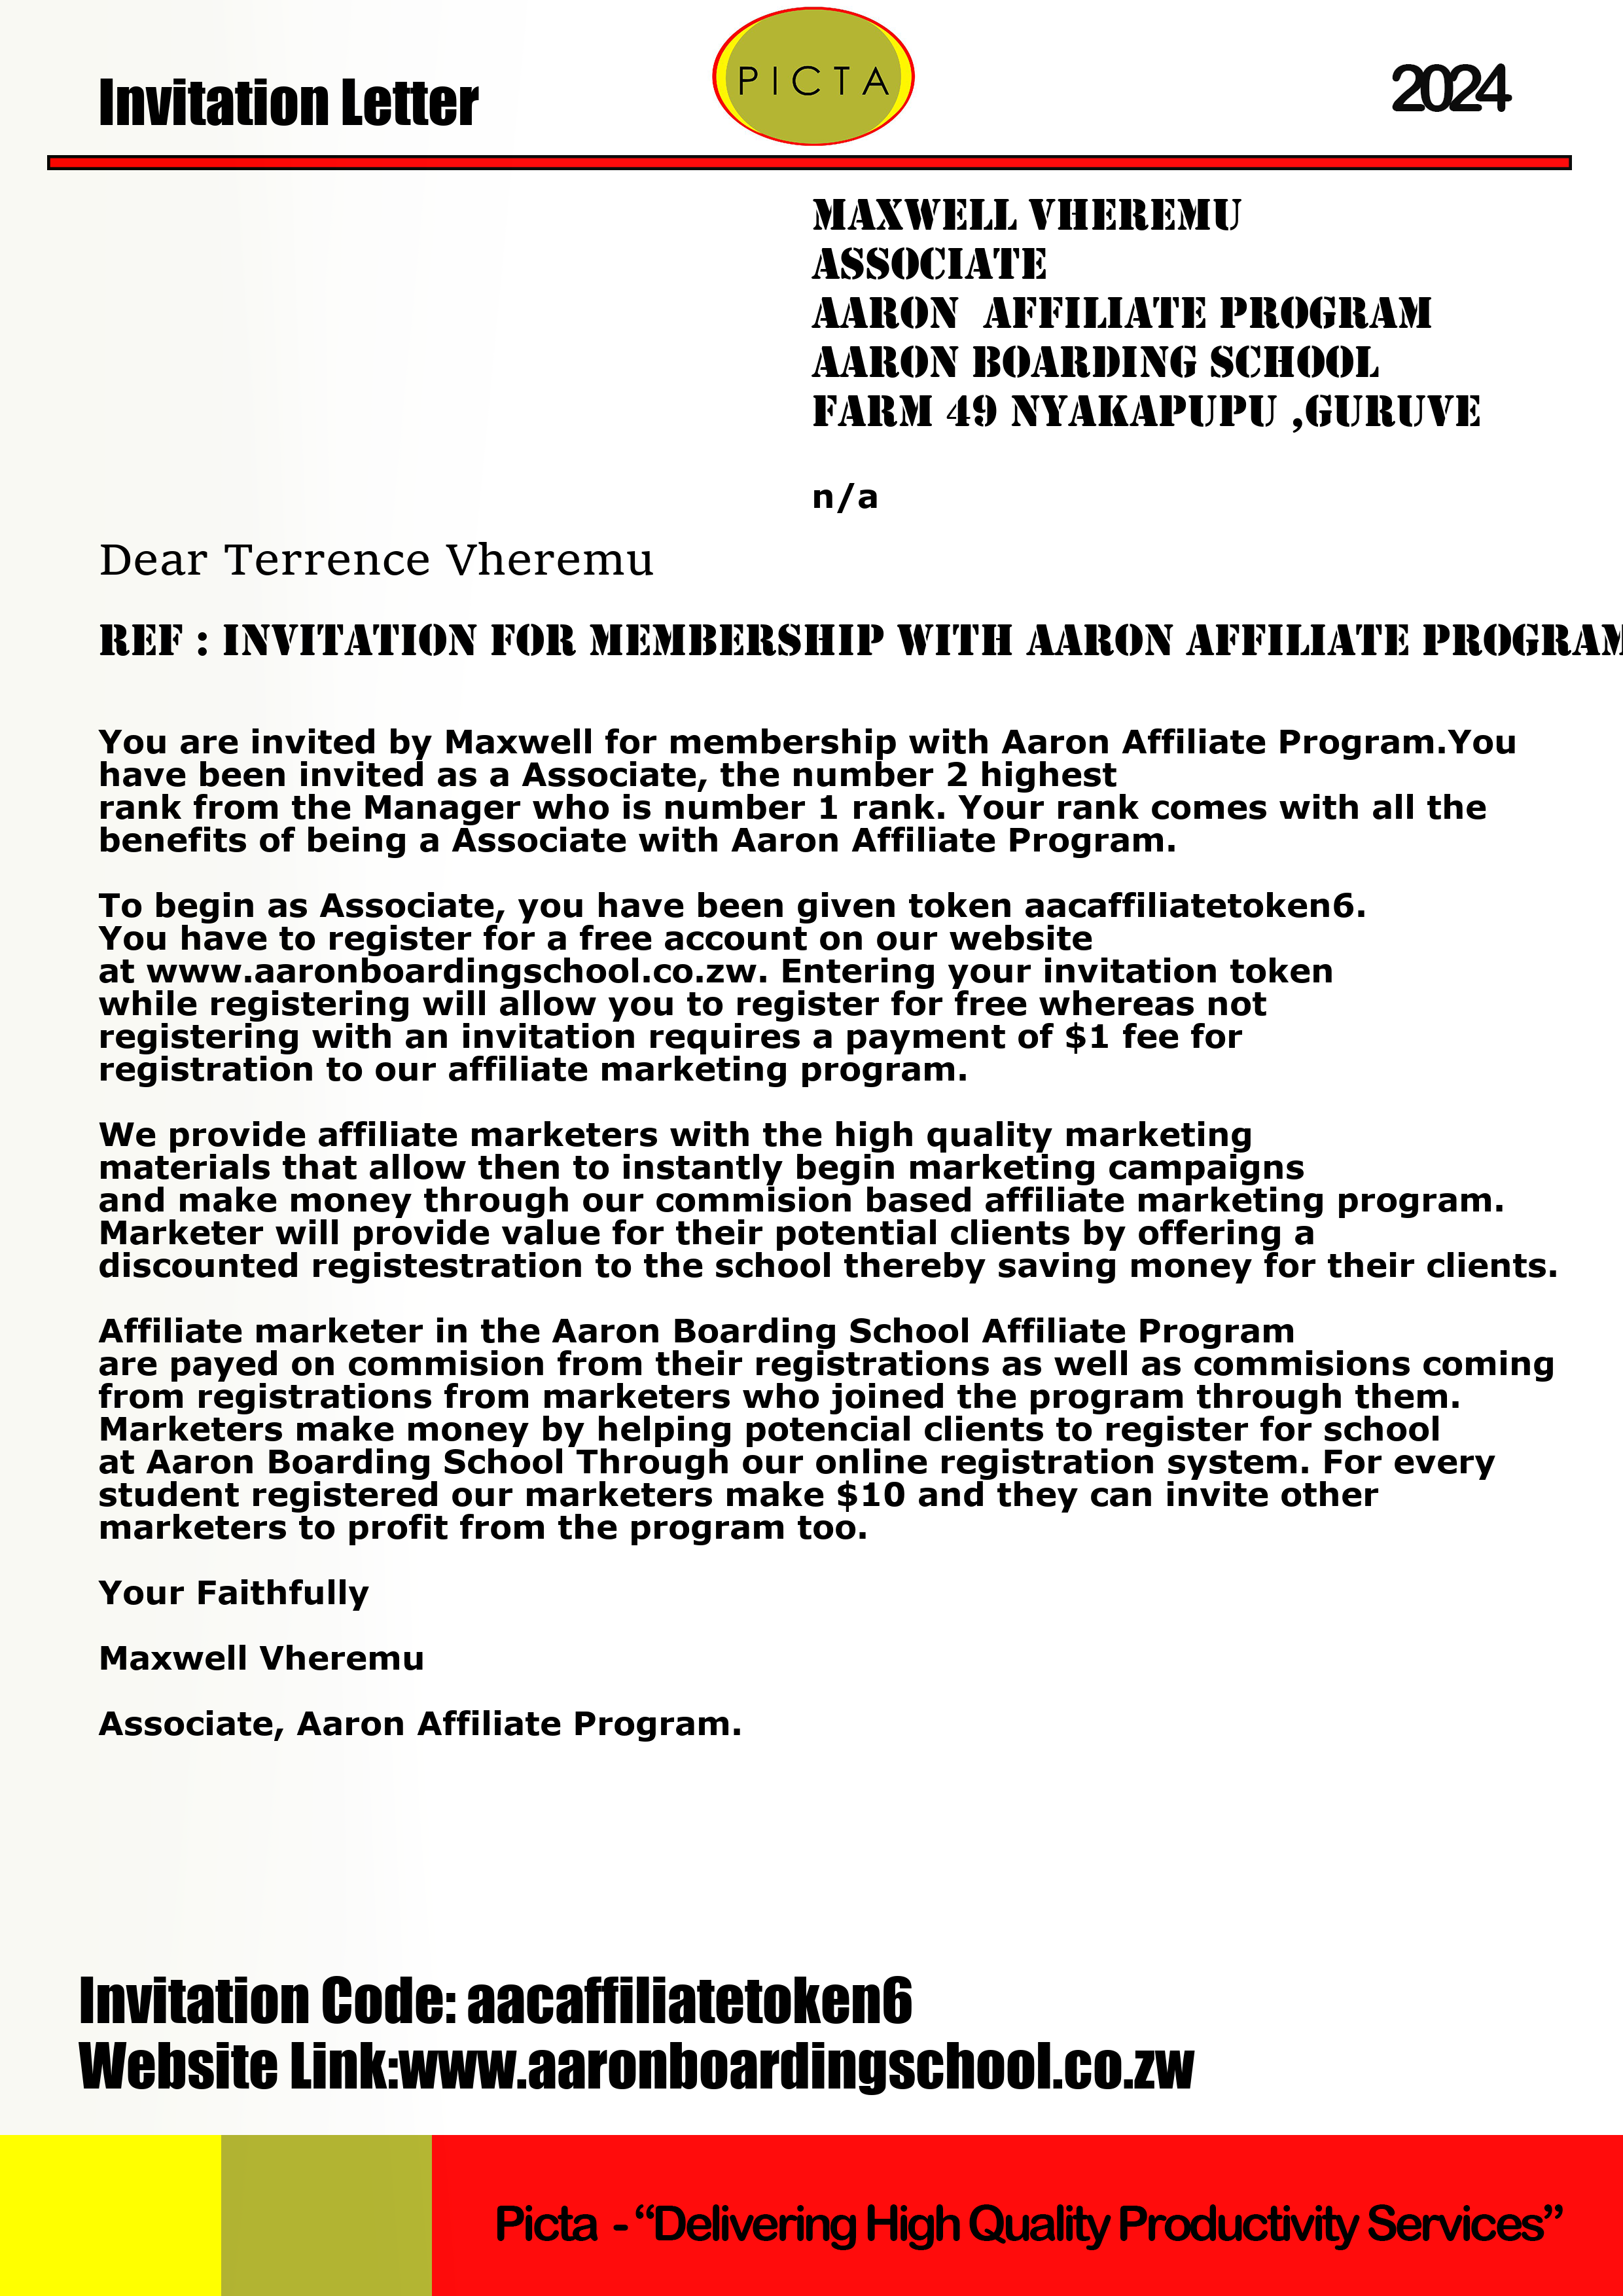 Invitation Letter
PICTA
2024
MAXWELL VHEREMU
ASSOCIATE
AARON AFFILIATE PROGRAM
AARON BOARDING SCHOOL
FARM 49 NYAKAPUPU ,GURUVE
n/a
Dear Terrence Vheremu
REF : INVITATION FOR MEMBERSHIP WITH AARON AFFILIATE PROGRAM
You are invited by Maxwell for membership with Aaron Affiliate Program.You
have been invited as a Associate, the number 2 highest
rank from the Manager who is number 1 rank. Your rank comes with all the
benefits of being a Associate with Aaron Affiliate Program.
To begin as Associate, you have been given token aacaffiliatetoken6.
You have to register for a free account on our website
at www.aaronboardingschool.co.zw. Entering your invitation token
while registering will allow you to register for free whereas not
registering with an invitation requires a payment of $1 fee for
registration to our affiliate marketing program.
We provide affiliate marketers with the high quality marketing
materials that allow then to instantly begin marketing campaigns
and make money through our commision based affiliate marketing program.
Marketer will provide value for their potential clients by offering a
discounted registestration to the school thereby saving money for their clients.
Affiliate marketer in the Aaron Boarding School Affiliate Program
are payed on commision from their registrations as well as commisions coming
from registrations from marketers who joined the program through them.
Marketers make money by helping potencial clients to register for school
at Aaron Boarding School Through our online registration system. For every
student registered our marketers make $10 and they can invite other
marketers to profit from the program too.
Your Faithfully
Maxwell Vheremu
Associate, Aaron Affiliate Program.
Invitation Code: aacaffiliatetoken6
Website Link:www.aaronboardingschool.co.zw
Picta - “Delivering High Quality Productivity Services”